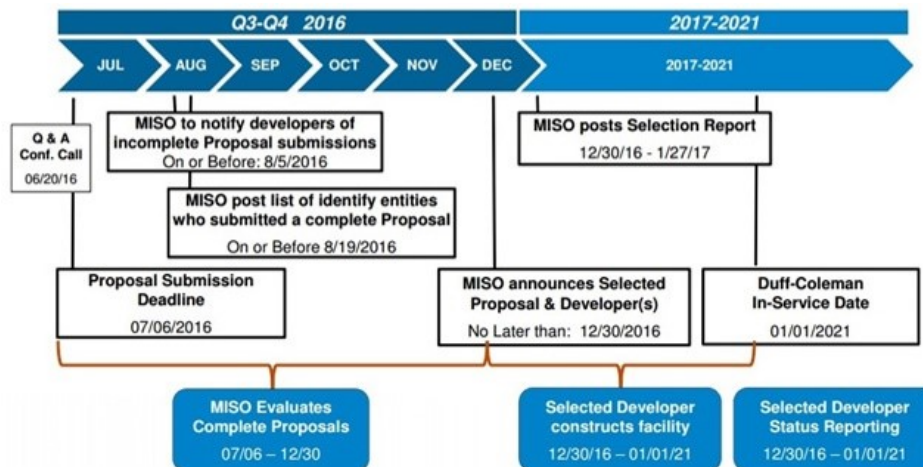 Q3-Q4 2016
2017-2021
JUL
AUG
SEP
OCT
NOV
DEC
2017-2021
Q & A
Conf. Call
06/20/16
MISO to notify developers of
incomplete Proposal submissions
On or Before: 8/5/2016
MISO post list of identify entities
who submitted a complete Proposal
On or Before 8/19/2016
MISO posts Selection Report
12/30/16 - 1/27/17
Proposal Submission
Deadline
07/06/2016
MISO announces Selected
Proposal & Developer(s)
No Later than: 12/30/2016
Duff-Coleman
In-Service Date
01/01/2021
MISO Evaluates
Complete Proposals
07/06 – 12/30
Selected Developer
constructs facility
12/30/16 – 01/01/21
Selected Developer
Status Reporting
12/30/16 – 01/01/21